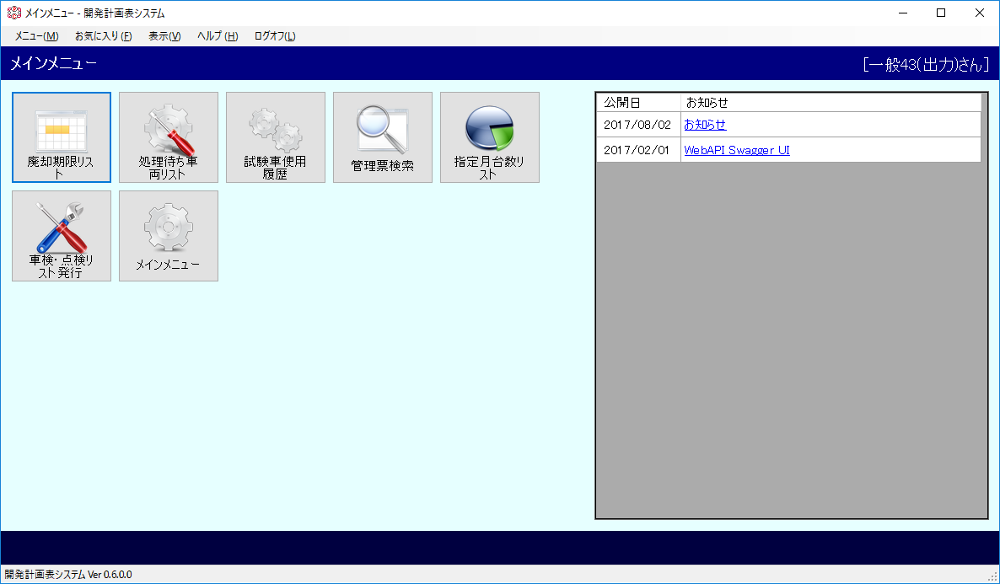 メインメニュー - 開発計画表システム
メニュー(M) お気に入り(F) 表示(V) ヘルプ(H) ログオフ(L)
メインメニュー [一般43(出力)さん]
廃却期限リス
ト
処理待ち車
両リスト
試験車使用
履歴
管理票検索
指定月台数リ
スト
車検・点検リ
スト発行
メインメニュー
公開日 お知らせ
2017/08/02 お知らせ
2017/02/01 WebAPI Swagger UI
開発計画表システム Ver 0.6.0.0